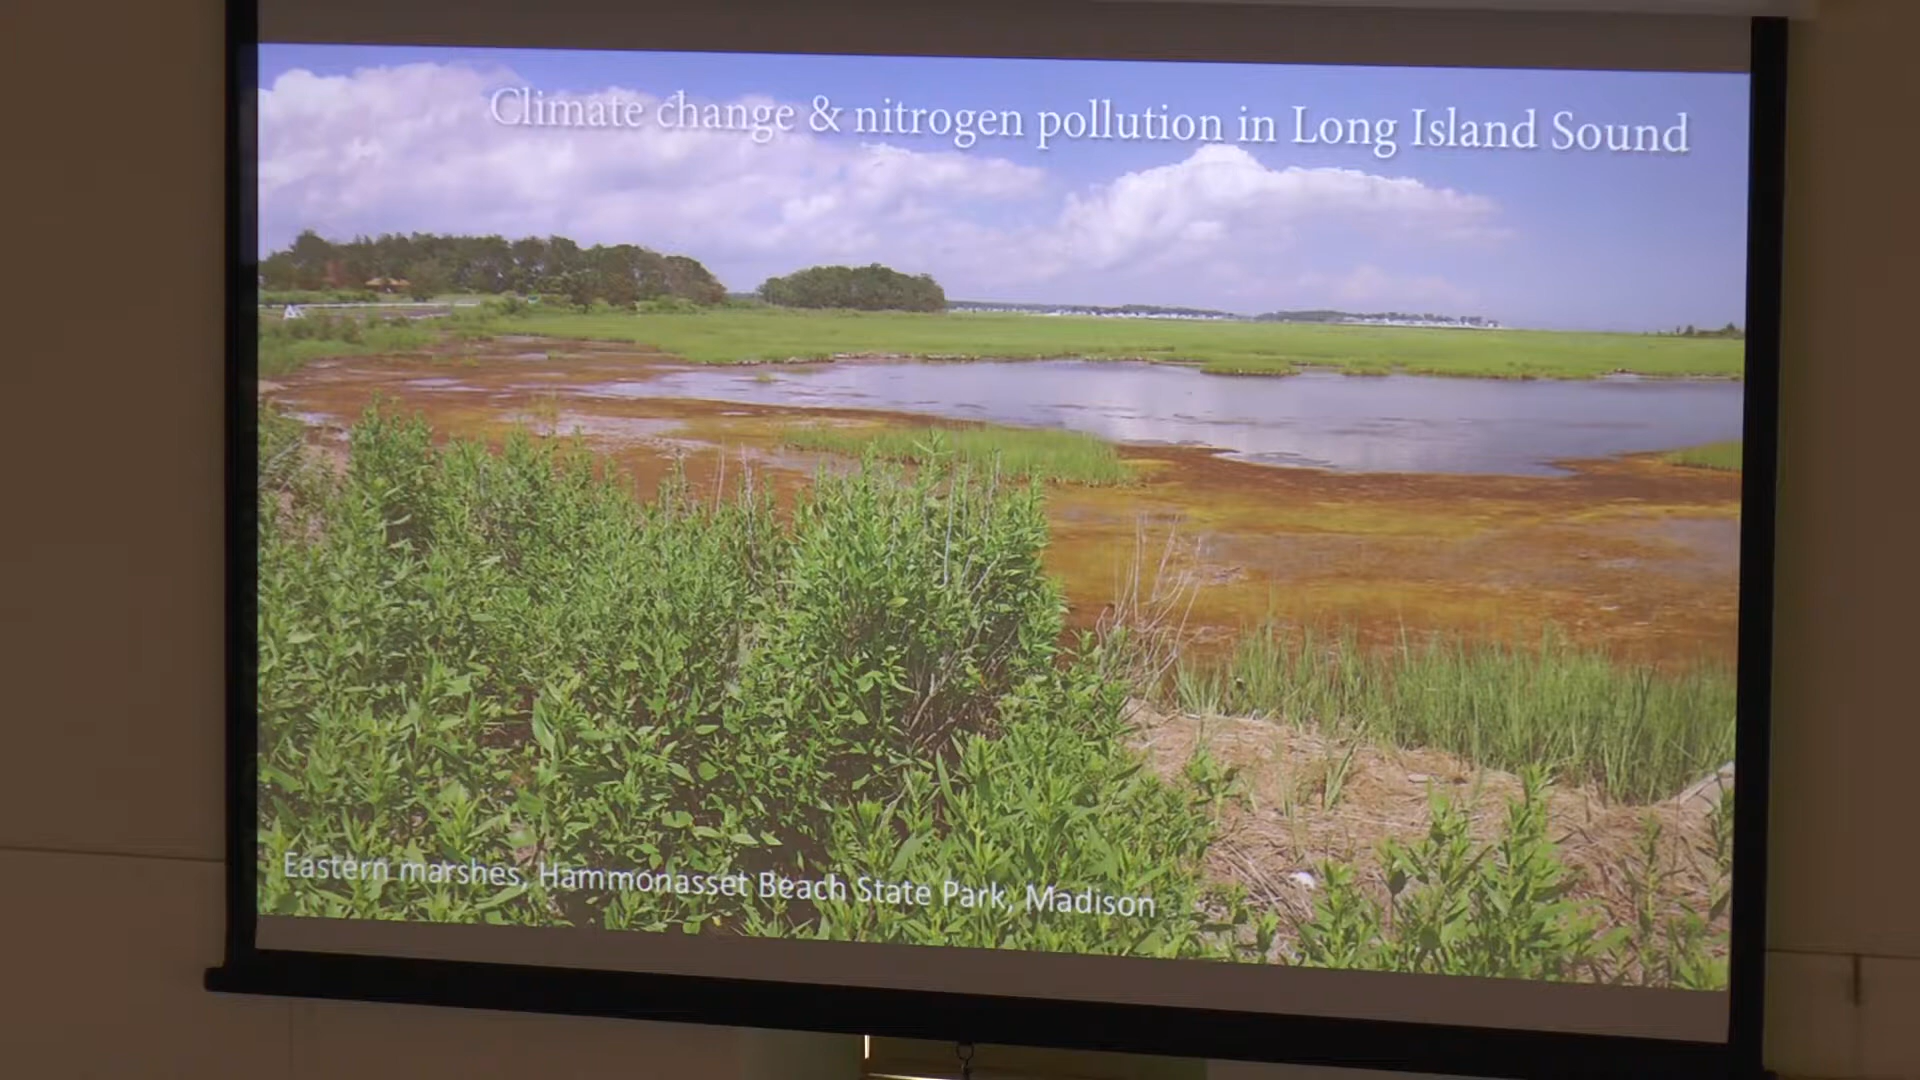 Climate change & nitrogen pollution in Long Island Sound
Eastern marshes, Hammonasset Beach State Park, Madison